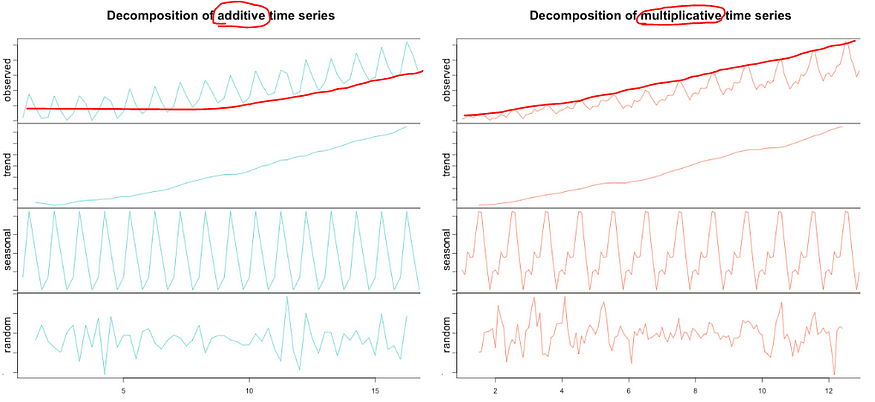 Decomposition of additive time series
observed
trend
seasonal
random
5 10 15
Decomposition of multiplicative time series
observed
trend
seasonal
random
2 4 6 8 10 12